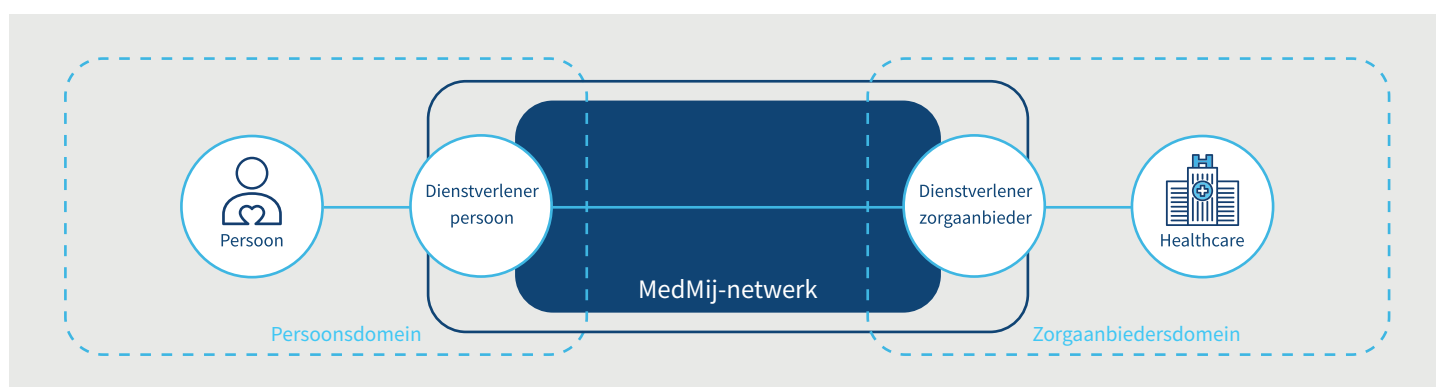 Dienstverlener
persoon
Dienstverlener
zorgaanbieder
Persoon
Healthcare
MedMij-netwerk
Persoonsdomein
Zorgaanbiedersdomein